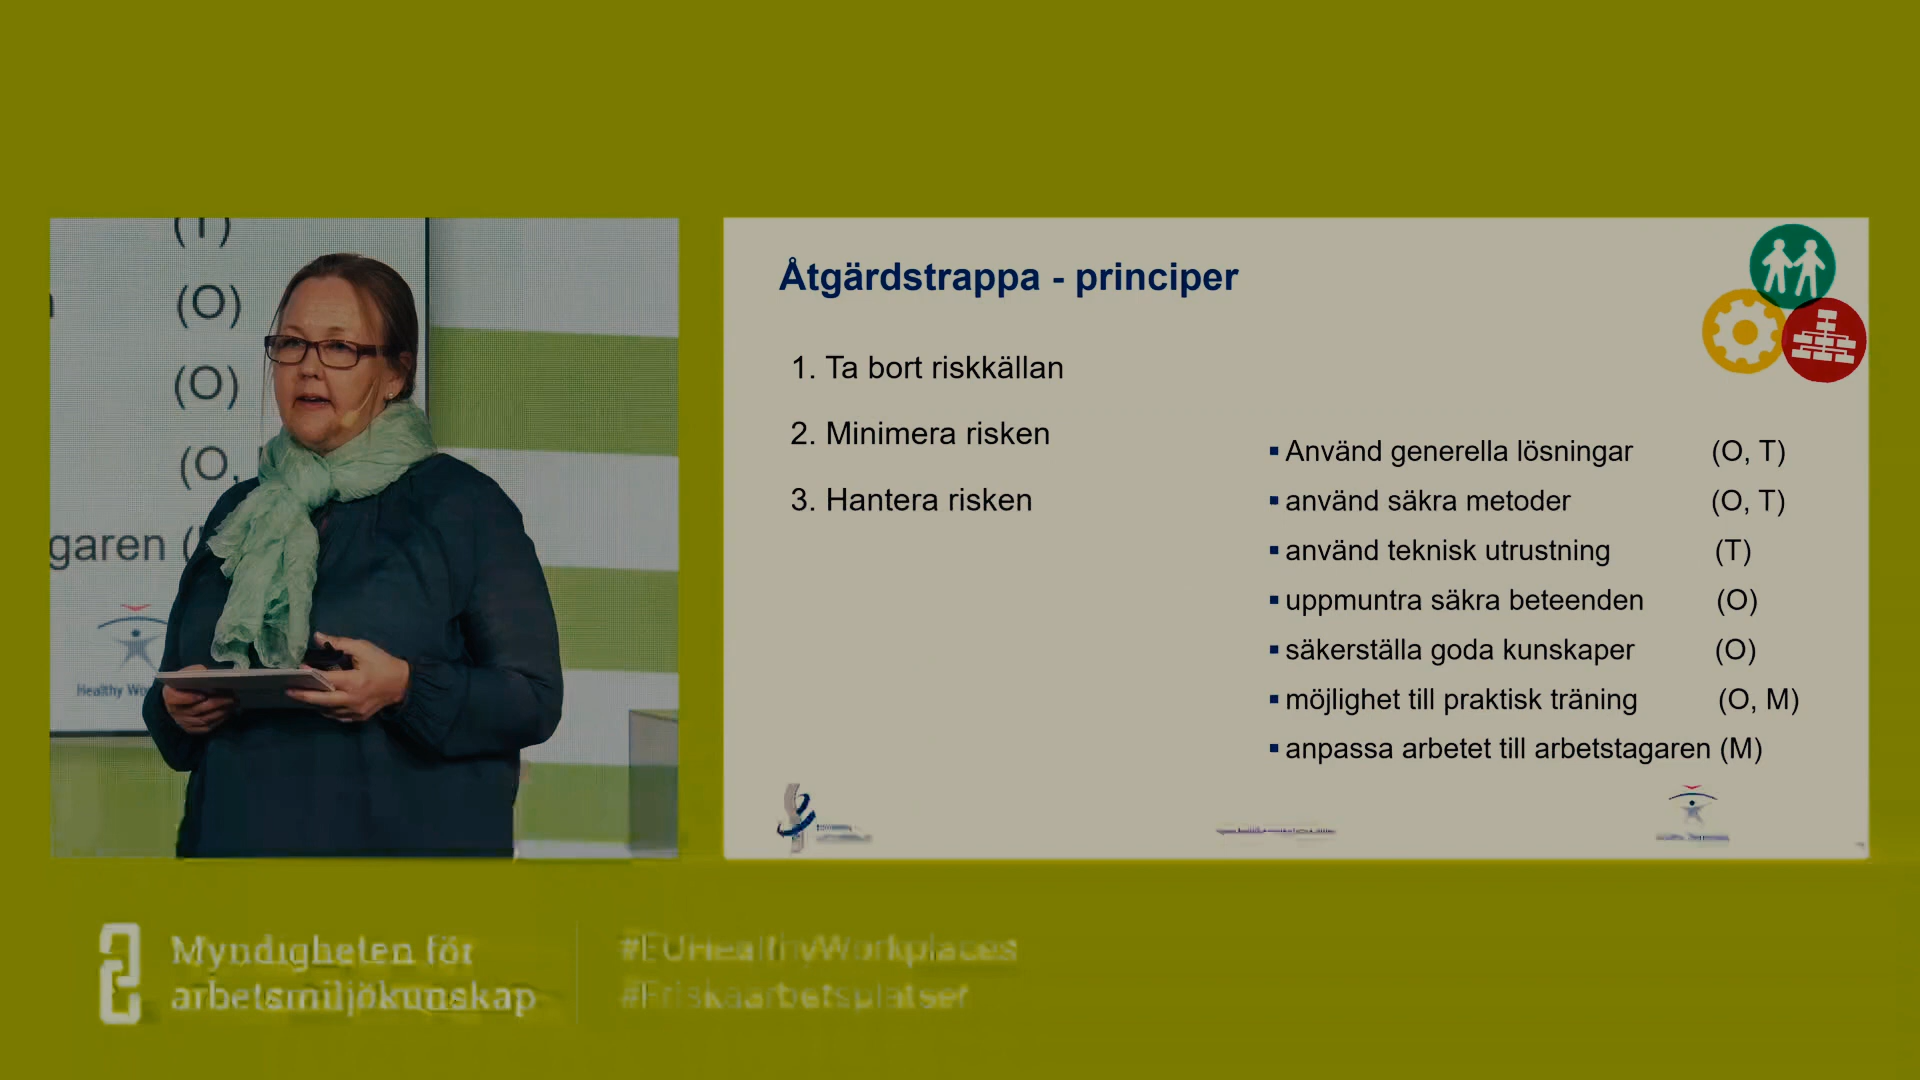 (T)
(O)
(O)
(O,
garen (
Healthy Wo
Åtgärdstrappa - principer
1. Ta bort riskkällan
2. Minimera risken
3. Hantera risken
▪ Använd generella lösningar (O, T)
▪ använd säkra metoder (O, T)
▪ använd teknisk utrustning (T)
▪ uppmuntra säkra beteenden (O)
▪ säkerställa goda kunskaper (O)
▪ möjlighet till praktisk träning (O, M)
▪ anpassa arbetet till arbetstagaren (M)
Myndigheten för
arbetsmiljökunskap
#EUHealthyWorkplaces
#Friskaarbetsplatser